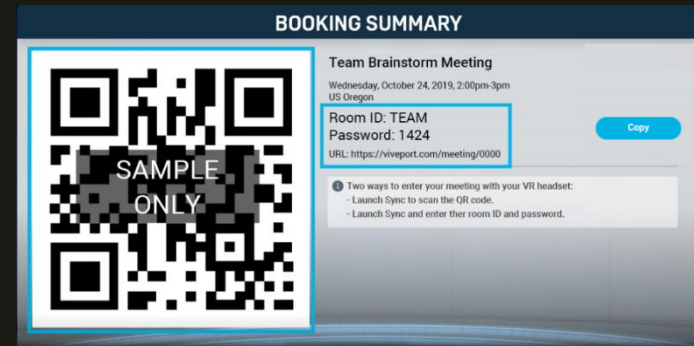 BOOKING SUMMARY
SAMPLE
ONLY
Team Brainstorm Meeting
Wednesday, October 24, 2019, 2:00pm-3pm
US Oregon
Room ID: TEAM
Password: 1424
URL: https://viveport.com/meeting/0000
Copy
Two ways to enter your meeting with your VR headset:
- Launch Sync to scan the QR code.
- Launch Sync and enter ther room ID and password.